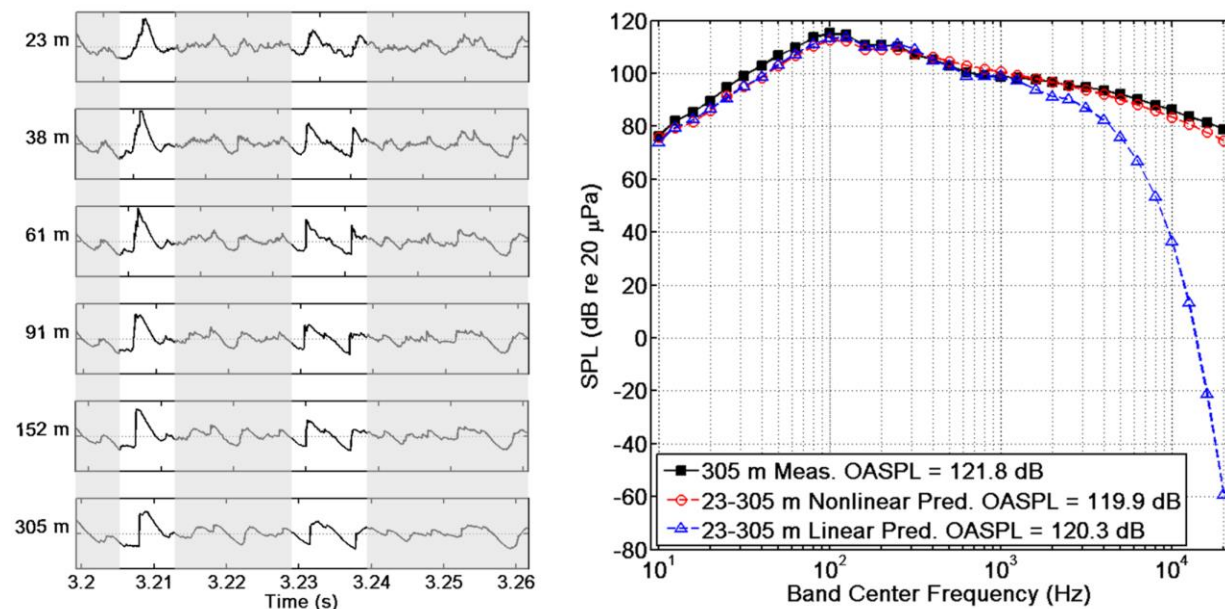 23 m
38 m
61 m
91 m
152 m
305 m
3.2 3.21 3.22 3.23 3.24 3.25 3.26
Time (s)
120
100
80
60
40
20
0
-20
-40
-60
-80
SPL (dB re 20 μPa)
305 m Meas. OASPL = 121.8 dB
23-305 m Nonlinear Pred. OASPL = 119.9 dB
23-305 m Linear Pred. OASPL = 120.3 dB
10¹ 10² 10³ 10⁴
Band Center Frequency (Hz)